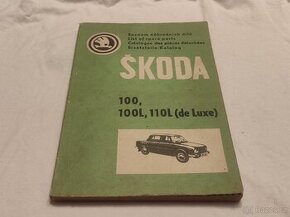 Seznam náhradních dílů
List of spare parts
Catalogue des pièces détachées
Ersatzteile-Katalog
ŠKODA
100,
100L, 110L (de Luxe)